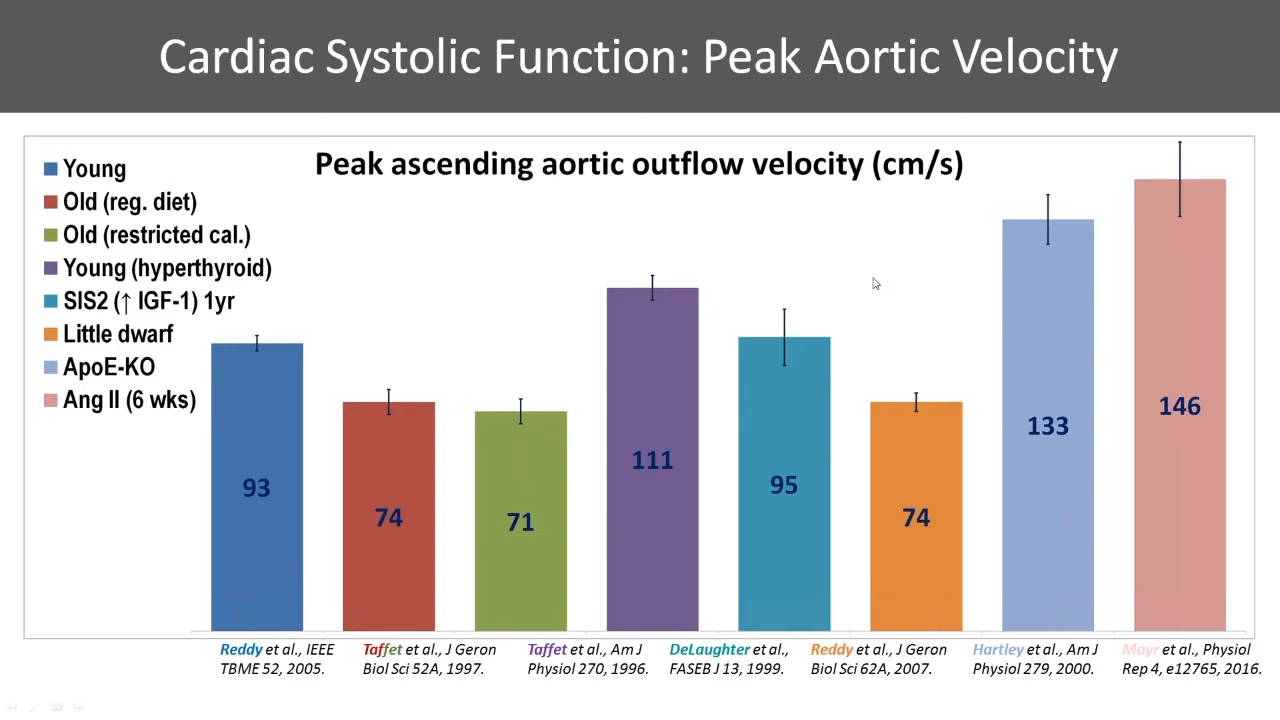 Cardiac Systolic Function: Peak Aortic Velocity
Peak ascending aortic outflow velocity (cm/s)
Young
Old (reg. diet)
Old (restricted cal.)
Young (hyperthyroid)
SIS2 (↑ IGF-1) 1yr
Little dwarf
ApoE-KO
Ang II (6 wks)
93
74
71
111
95
74
133
146
Reddy et al., IEEE
TBME 52, 2005.
Taffet et al., J Geron
Biol Sci 52A, 1997.
Taffet et al., Am J
Physiol 270, 1996.
DeLaughter et al.,
FASEB J 13, 1999.
Reddy et al., J Geron
Biol Sci 62A, 2007.
Hartley et al., Am J
Physiol 279, 2000.
Mayr et al., Physiol
Rep 4, e12765, 2016.